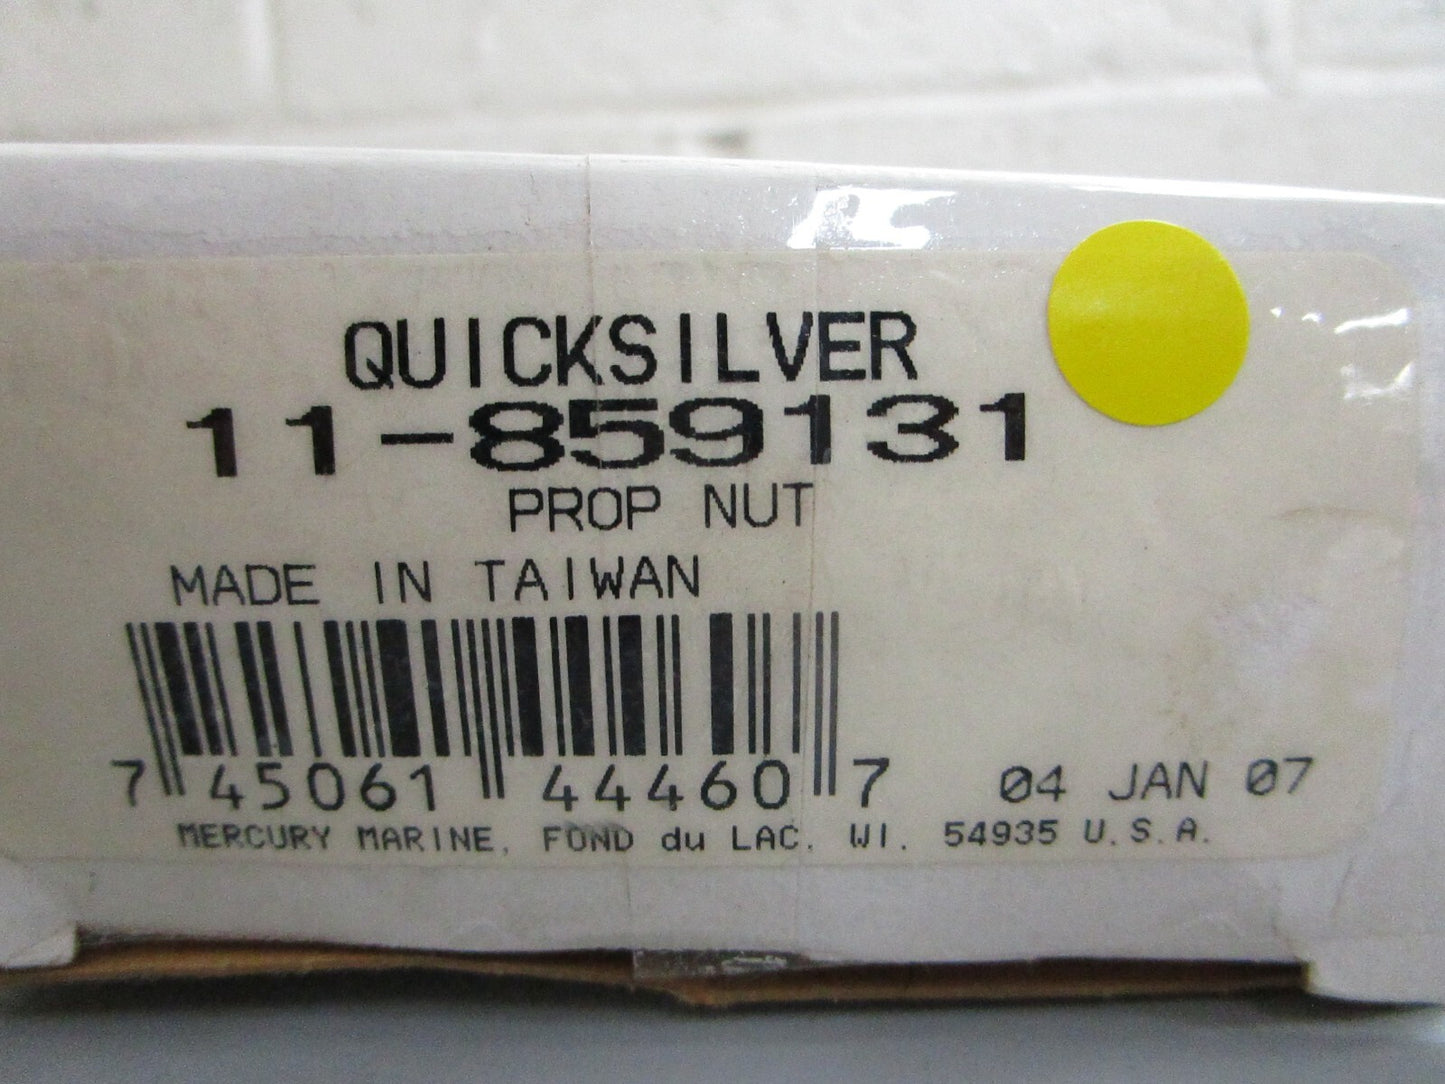 QUICKSILVER
11-859131
PROP NUT
MADE IN TAIWAN
7 45061 44460 7
04 JAN 07
MERCURY MARINE, FOND du LAC, WI. 54935 U.S.A.